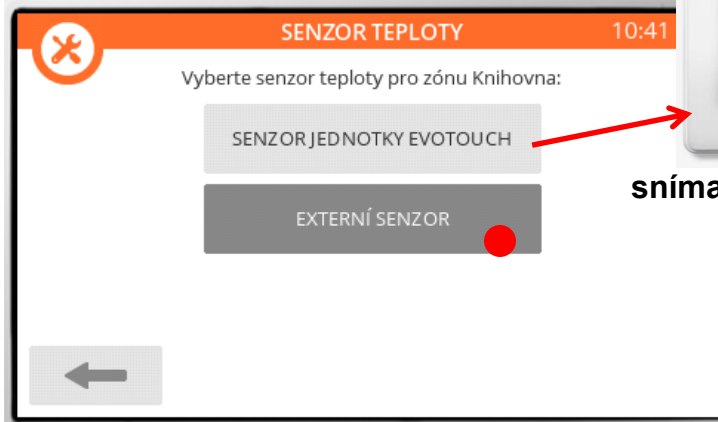 SENZOR TEPLOTY 10:41
Vyberte senzor teploty pro zónu Knihovna:
SENZOR JEDNOTKY EVOTOUCH
EXTERNÍ SENZOR